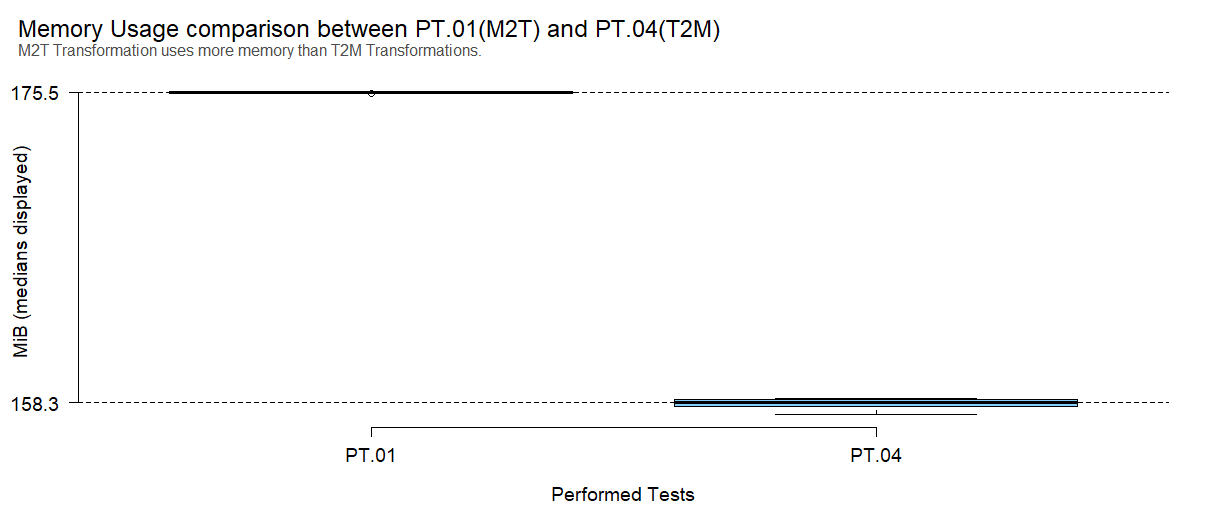 Memory Usage comparison between PT.01(M2T) and PT.04(T2M)
M2T Transformation uses more memory than T2M Transformations.
175.5
MiB (medians displayed)
158.3
PT.01
PT.04
Performed Tests